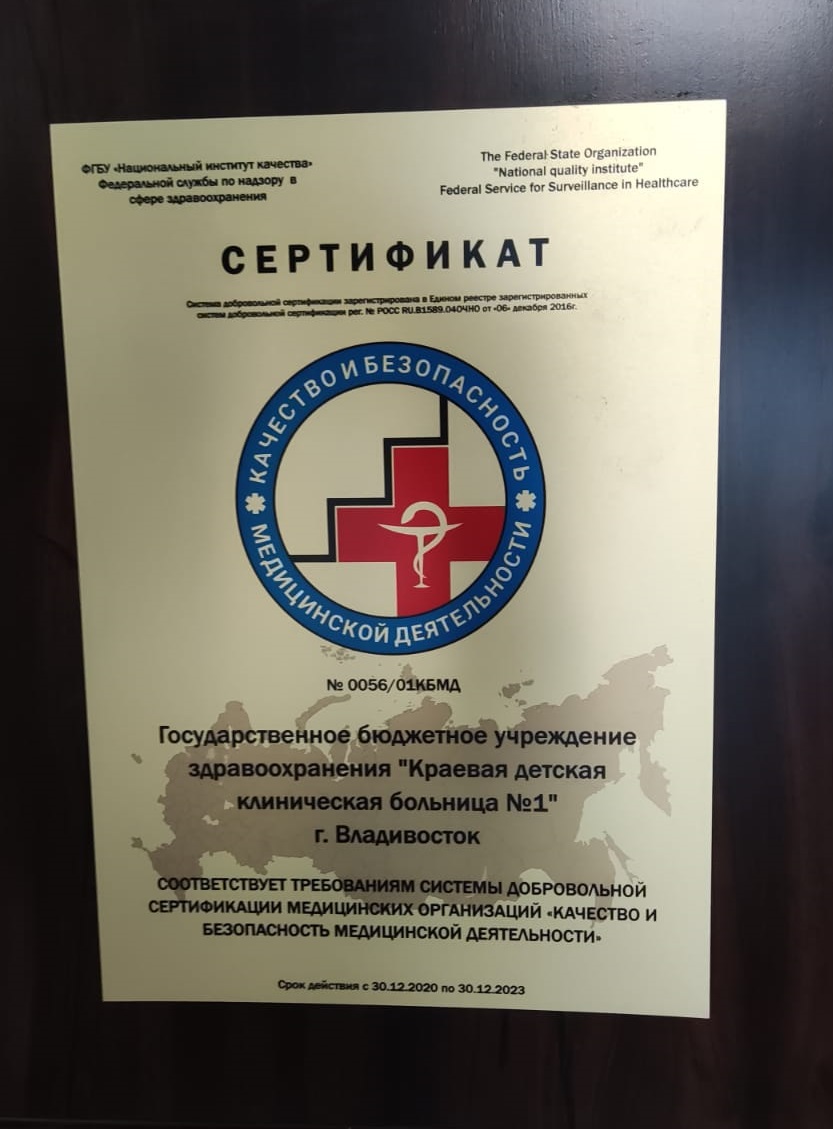 ФГБУ «Национальный институт качества»
Федеральной службы по надзору в
сфере здравоохранения
The Federal State Organization
"National quality institute"
Federal Service for Surveillance in Healthcare
СЕРТИФИКАТ
Система добровольной сертификации зарегистрирована в Едином реестре зарегистрированных
систем добровольной сертификации рег. № РОСС RU.В1589.04ОЧНО от «06» декабря 2016г.
КАЧЕСТВО И БЕЗОПАСНОСТЬ
МЕДИЦИНСКОЙ ДЕЯТЕЛЬНОСТИ
№ 0056/01КБМД
Государственное бюджетное учреждение
здравоохранения "Краевая детская
клиническая больница №1"
г. Владивосток
СООТВЕТСТВУЕТ ТРЕБОВАНИЯМ СИСТЕМЫ ДОБРОВОЛЬНОЙ
СЕРТИФИКАЦИИ МЕДИЦИНСКИХ ОРГАНИЗАЦИЙ «КАЧЕСТВО И
БЕЗОПАСНОСТЬ МЕДИЦИНСКОЙ ДЕЯТЕЛЬНОСТИ»
Срок действия с 30.12.2020 по 30.12.2023